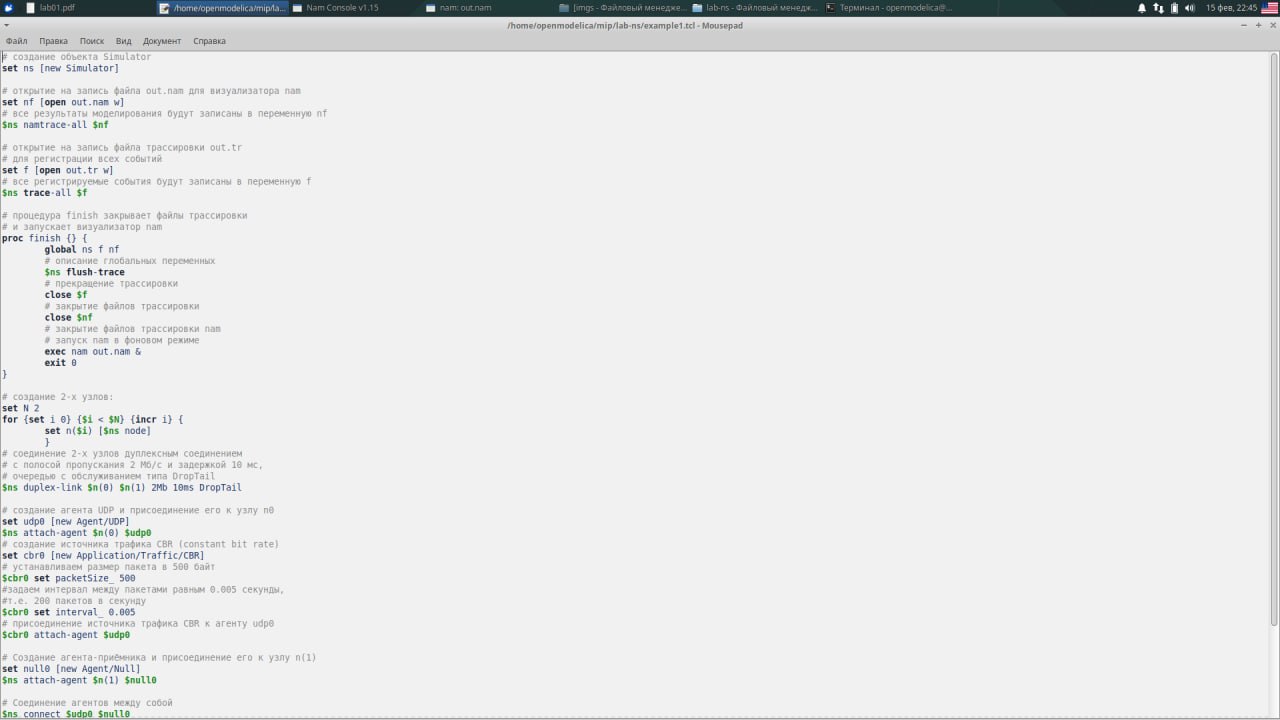 lab01.pdf /home/openmodelica/mip/la... Nam Console v1.15 nam: out.nam [imgs - Файловый менедже... lab-ns - Файловый менедж... Терминал - openmodelica@... 15 фев, 22:45
/home/openmodelica/mip/lab-ns/example1.tcl - Mousepad
Файл Правка Поиск Вид Документ Справка
# создание объекта Simulator
set ns [new Simulator]
# открытие на запись файла out.nam для визуализатора nam
set nf [open out.nam w]
# все результаты моделирования будут записаны в переменную nf
$ns namtrace-all $nf
# открытие на запись файла трассировки out.tr
# для регистрации всех событий
set f [open out.tr w]
# все регистрируемые события будут записаны в переменную f
$ns trace-all $f
# процедура finish закрывает файлы трассировки
# и запускает визуализатор nam
proc finish {} {
global ns f nf
# описание глобальных переменных
$ns flush-trace
# прекращение трассировки
close $f
# закрытие файлов трассировки
close $nf
# закрытие файлов трассировки nam
# запуск nam в фоновом режиме
exec nam out.nam &
exit 0
}
# создание 2-х узлов:
set N 2
for {set i 0} {$i < $N} {incr i} {
set n($i) [$ns node]
}
# соединение 2-х узлов дуплексным соединением
# с полосой пропускания 2 Мб/с и задержкой 10 мс,
# очередью с обслуживанием типа DropTail
$ns duplex-link $n(0) $n(1) 2Mb 10ms DropTail
# создание агента UDP и присоединение его к узлу n0
set udp0 [new Agent/UDP]
$ns attach-agent $n(0) $udp0
# создание источника трафика CBR (constant bit rate)
set cbr0 [new Application/Traffic/CBR]
# устанавливаем размер пакета в 500 байт
$cbr0 set packetSize_ 500
#задаем интервал между пакетами равным 0.005 секунды,
#т.е. 200 пакетов в секунду
$cbr0 set interval_ 0.005
# присоединение источника трафика CBR к агенту udp0
$cbr0 attach-agent $udp0
# Создание агента-приёмника и присоединение его к узлу n(1)
set null0 [new Agent/Null]
$ns attach-agent $n(1) $null0
# Соединение агентов между собой
$ns connect $udp0 $null0